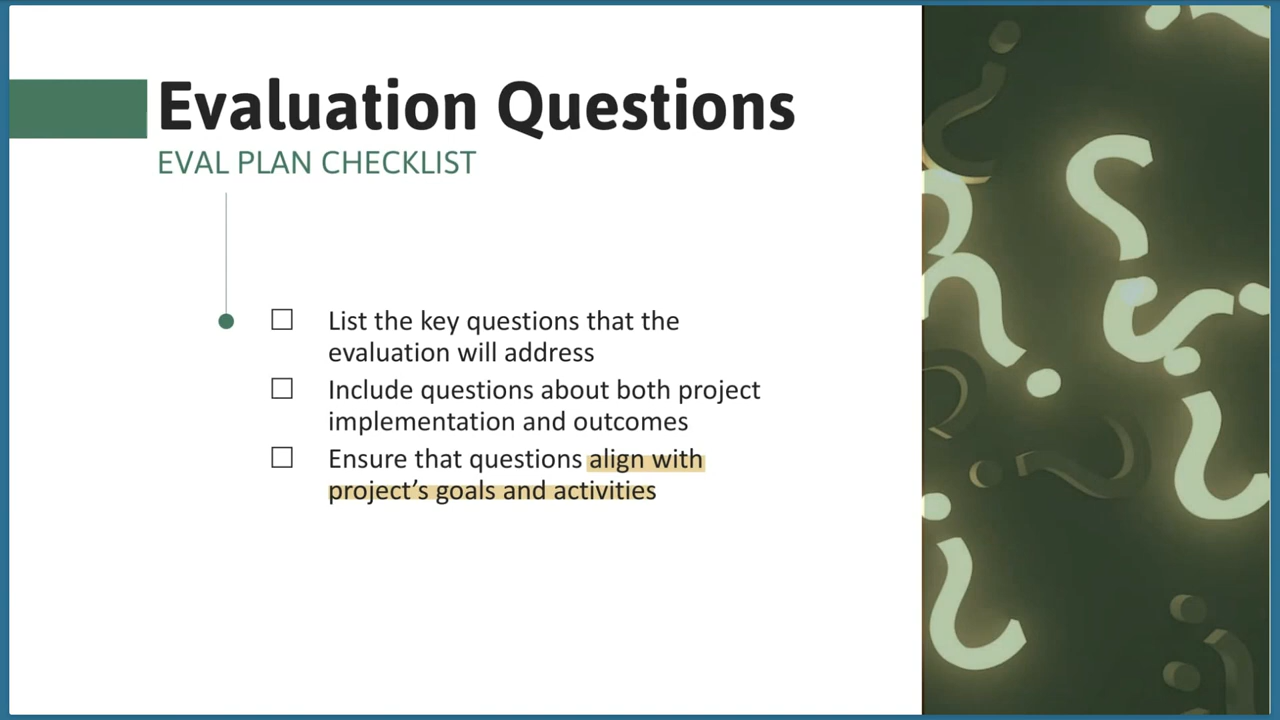 Evaluation Questions
EVAL PLAN CHECKLIST
☐ List the key questions that the
evaluation will address
☐ Include questions about both project
implementation and outcomes
☐ Ensure that questions align with
project’s goals and activities